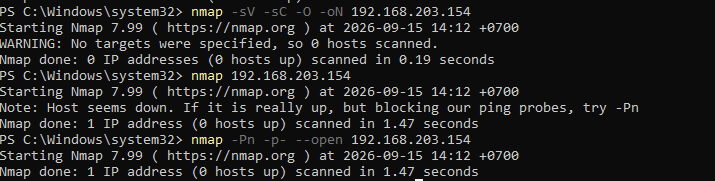 PS C:\Windows\system32> nmap -sV -sC -O -oN 192.168.203.154
Starting Nmap 7.99 ( https://nmap.org ) at 2026-09-15 14:12 +0700
WARNING: No targets were specified, so 0 hosts scanned.
Nmap done: 0 IP addresses (0 hosts up) scanned in 0.19 seconds
PS C:\Windows\system32> nmap 192.168.203.154
Starting Nmap 7.99 ( https://nmap.org ) at 2026-09-15 14:12 +0700
Note: Host seems down. If it is really up, but blocking our ping probes, try -Pn
Nmap done: 1 IP address (0 hosts up) scanned in 1.47 seconds
PS C:\Windows\system32> nmap -Pn -p- --open 192.168.203.154
Starting Nmap 7.99 ( https://nmap.org ) at 2026-09-15 14:12 +0700
Nmap done: 1 IP address (0 hosts up) scanned in 1.47 seconds